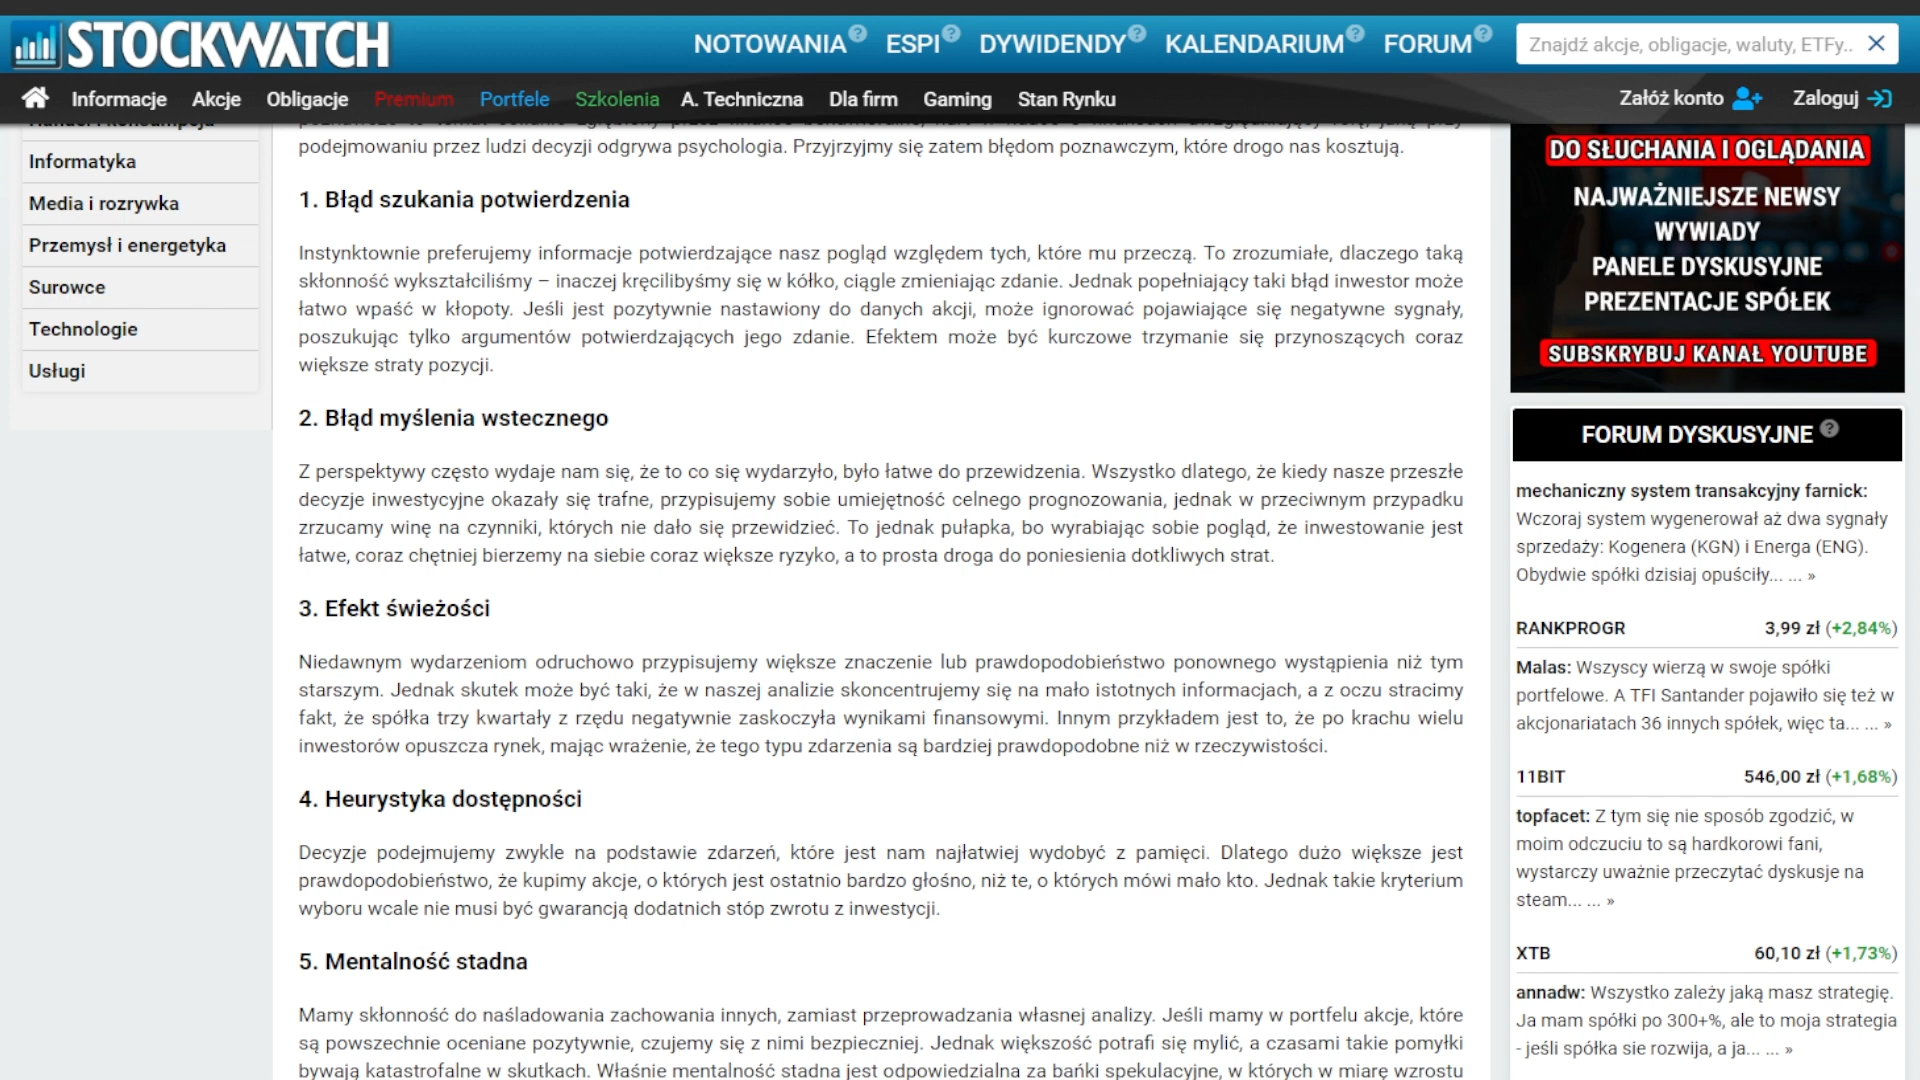 STOCKWATCH
NOTOWANIA ? ESPI ? DYWIDENDY ? KALENDARIUM ? FORUM ?
Znajdź akcje, obligacje, waluty, ETFy..
Informacje Akcje Obligacje Premium Portfele Szkolenia A. Techniczna Dla firm Gaming Stan Rynku
Załóż konto Zaloguj
Informatyka
Media i rozrywka
Przemysł i energetyka
Surowce
Technologie
Usługi
podejmowaniu przez ludzi decyzji odgrywa psychologia. Przyjrzyjmy się zatem błędom poznawczym, które drogo nas kosztują.
1. Błąd szukania potwierdzenia
Instynktownie preferujemy informacje potwierdzające nasz pogląd względem tych, które mu przeczą. To zrozumiałe, dlaczego taką
skłonność wykształciliśmy – inaczej kręcilibyśmy się w kółko, ciągle zmieniając zdanie. Jednak popełniający taki błąd inwestor może
łatwo wpaść w kłopoty. Jeśli jest pozytywnie nastawiony do danych akcji, może ignorować pojawiające się negatywne sygnały,
poszukując tylko argumentów potwierdzających jego zdanie. Efektem może być kurczowe trzymanie się przynoszących coraz
większe straty pozycji.
2. Błąd myślenia wstecznego
Z perspektywy często wydaje nam się, że to co się wydarzyło, było łatwe do przewidzenia. Wszystko dlatego, że kiedy nasze przeszłe
decyzje inwestycyjne okazały się trafne, przypisujemy sobie umiejętność celnego prognozowania, jednak w przeciwnym przypadku
zrzucamy winę na czynniki, których nie dało się przewidzieć. To jednak pułapka, bo wyrabiając sobie pogląd, że inwestowanie jest
łatwe, coraz chętniej bierzemy na siebie coraz większe ryzyko, a to prosta droga do poniesienia dotkliwych strat.
3. Efekt świeżości
Niedawnym wydarzeniom odruchowo przypisujemy większe znaczenie lub prawdopodobieństwo ponownego wystąpienia niż tym
starszym. Jednak skutek może być taki, że w naszej analizie skoncentrujemy się na mało istotnych informacjach, a z oczu stracimy
fakt, że spółka trzy kwartały z rzędu negatywnie zaskoczyła wynikami finansowymi. Innym przykładem jest to, że po krachu wielu
inwestorów opuszcza rynek, mając wrażenie, że tego typu zdarzenia są bardziej prawdopodobne niż w rzeczywistości.
4. Heurystyka dostępności
Decyzje podejmujemy zwykle na podstawie zdarzeń, które jest nam najłatwiej wydobyć z pamięci. Dlatego dużo większe jest
prawdopodobieństwo, że kupimy akcje, o których jest ostatnio bardzo głośno, niż te, o których mówi mało kto. Jednak takie kryterium
wyboru wcale nie musi być gwarancją dodatnich stóp zwrotu z inwestycji.
5. Mentalność stadna
Mamy skłonność do naśladowania zachowania innych, zamiast przeprowadzania własnej analizy. Jeśli mamy w portfelu akcje, które
są powszechnie oceniane pozytywnie, czujemy się z nimi bezpieczniej. Jednak większość potrafi się mylić, a czasami takie pomyłki
bywają katastrofalne w skutkach. Właśnie mentalność stadna jest odpowiedzialna za bańki spekulacyjne, w których w miarę wzrostu
DO SŁUCHANIA I OGLĄDANIA
NAJWAŻNIEJSZE NEWSY
WYWIADY
PANELE DYSKUSYJNE
PREZENTACJE SPÓŁEK
SUBSKRYBUJ KANAŁ YOUTUBE
FORUM DYSKUSYJNE ?
mechaniczny system transakcyjny farnick:
Wczoraj system wygenerował aż dwa sygnały
sprzedaży: Kogenera (KGN) i Energa (ENG).
Obydwie spółki dzisiaj opuściły... ... »
RANKPROGR 3,99 zł (+2,84%)
Malas: Wszyscy wierzą w swoje spółki
portfelowe. A TFI Santander pojawiło się też w
akcjonariatach 36 innych spółek, więc ta... ... »
11BIT 546,00 zł (+1,68%)
topfacet: Z tym się nie sposób zgodzić, w
moim odczuciu to są hardkorowi fani,
wystarczy uważnie przeczytać dyskusje na
steam... ... »
XTB 60,10 zł (+1,73%)
annadw: Wszystko zależy jaką masz strategię.
Ja mam spółki po 300+%, ale to moja strategia
- jeśli spółka sie rozwija, a ja... ... »